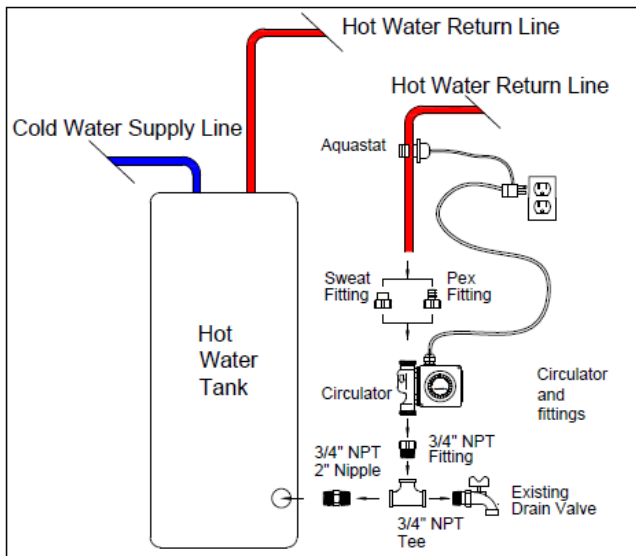 Hot Water Return Line
Hot Water Return Line
Cold Water Supply Line
Aquastat
Sweat
Fitting
Pex
Fitting
Hot
Water
Tank
Circulator
Circulator
and
fittings
3/4" NPT
2" Nipple
3/4" NPT
Fitting
3/4" NPT
Tee
Existing
Drain Valve